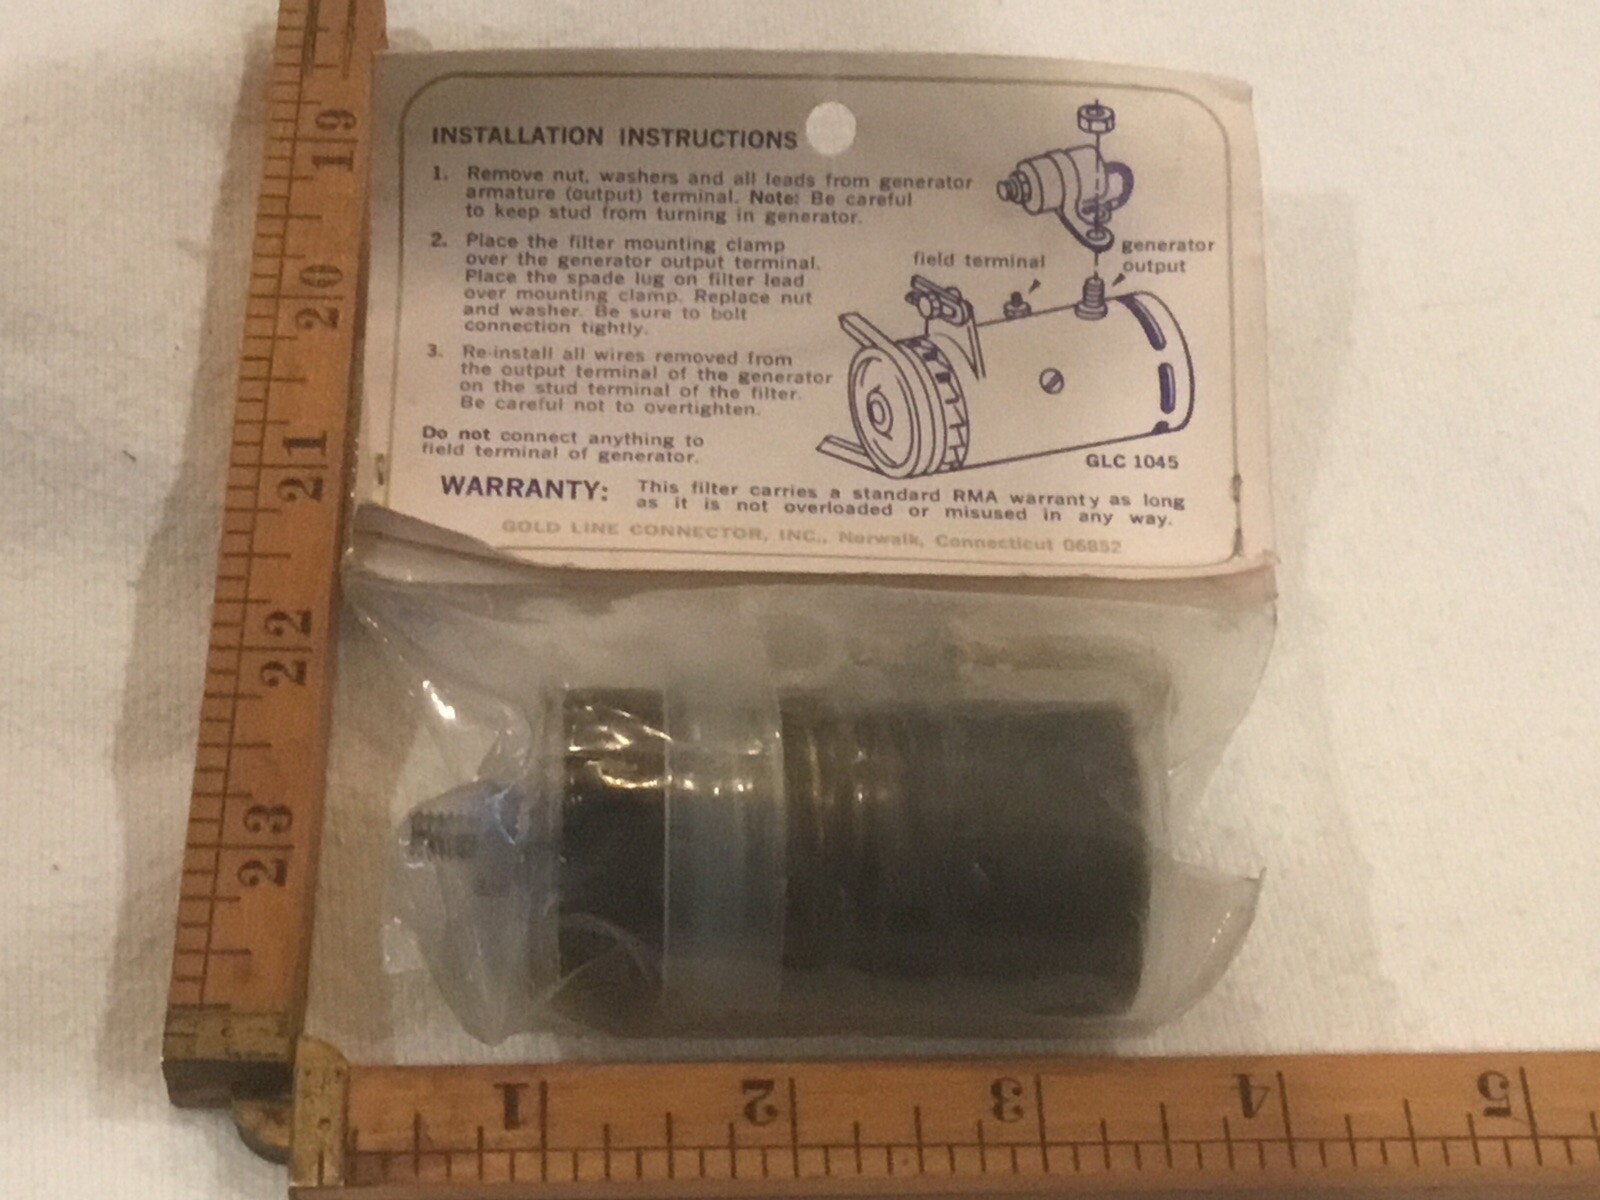 INSTALLATION INSTRUCTIONS
1. Remove nut, washers and all leads from generator
armature (output) terminal. Note: Be careful
to keep stud from turning in generator.
2. Place the filter mounting clamp
over the generator output terminal.
Place the spade lug on filter lead
over mounting clamp. Replace nut
and washer. Be sure to bolt
connection tightly.
3. Re-install all wires removed from
the output terminal of the generator
on the stud terminal of the filter.
Be careful not to overtighten.
Do not connect anything to
field terminal of generator.
field terminal
generator
output
GLC 1045
WARRANTY: This filter carries a standard RMA warranty as long
as it is not overloaded or misused in any way.
GOLD LINE CONNECTOR, INC., Norwalk, Connecticut 06852
19
20
21
22
23
1 2 3 4 5